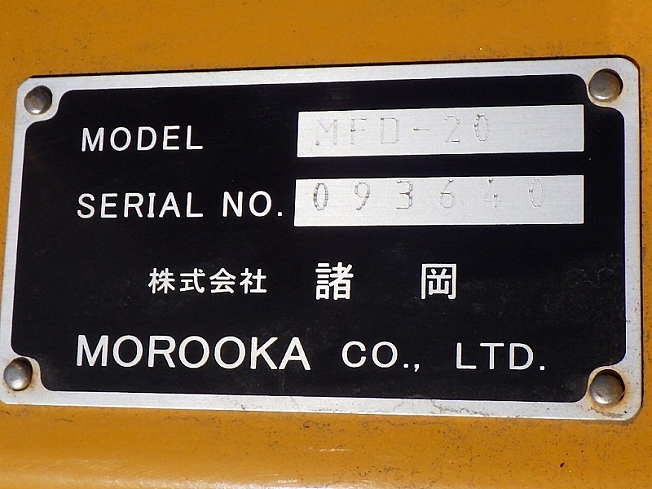 MODEL MFD-20
SERIAL NO. 093640
株式会社 諸岡
MOROOKA CO., LTD.